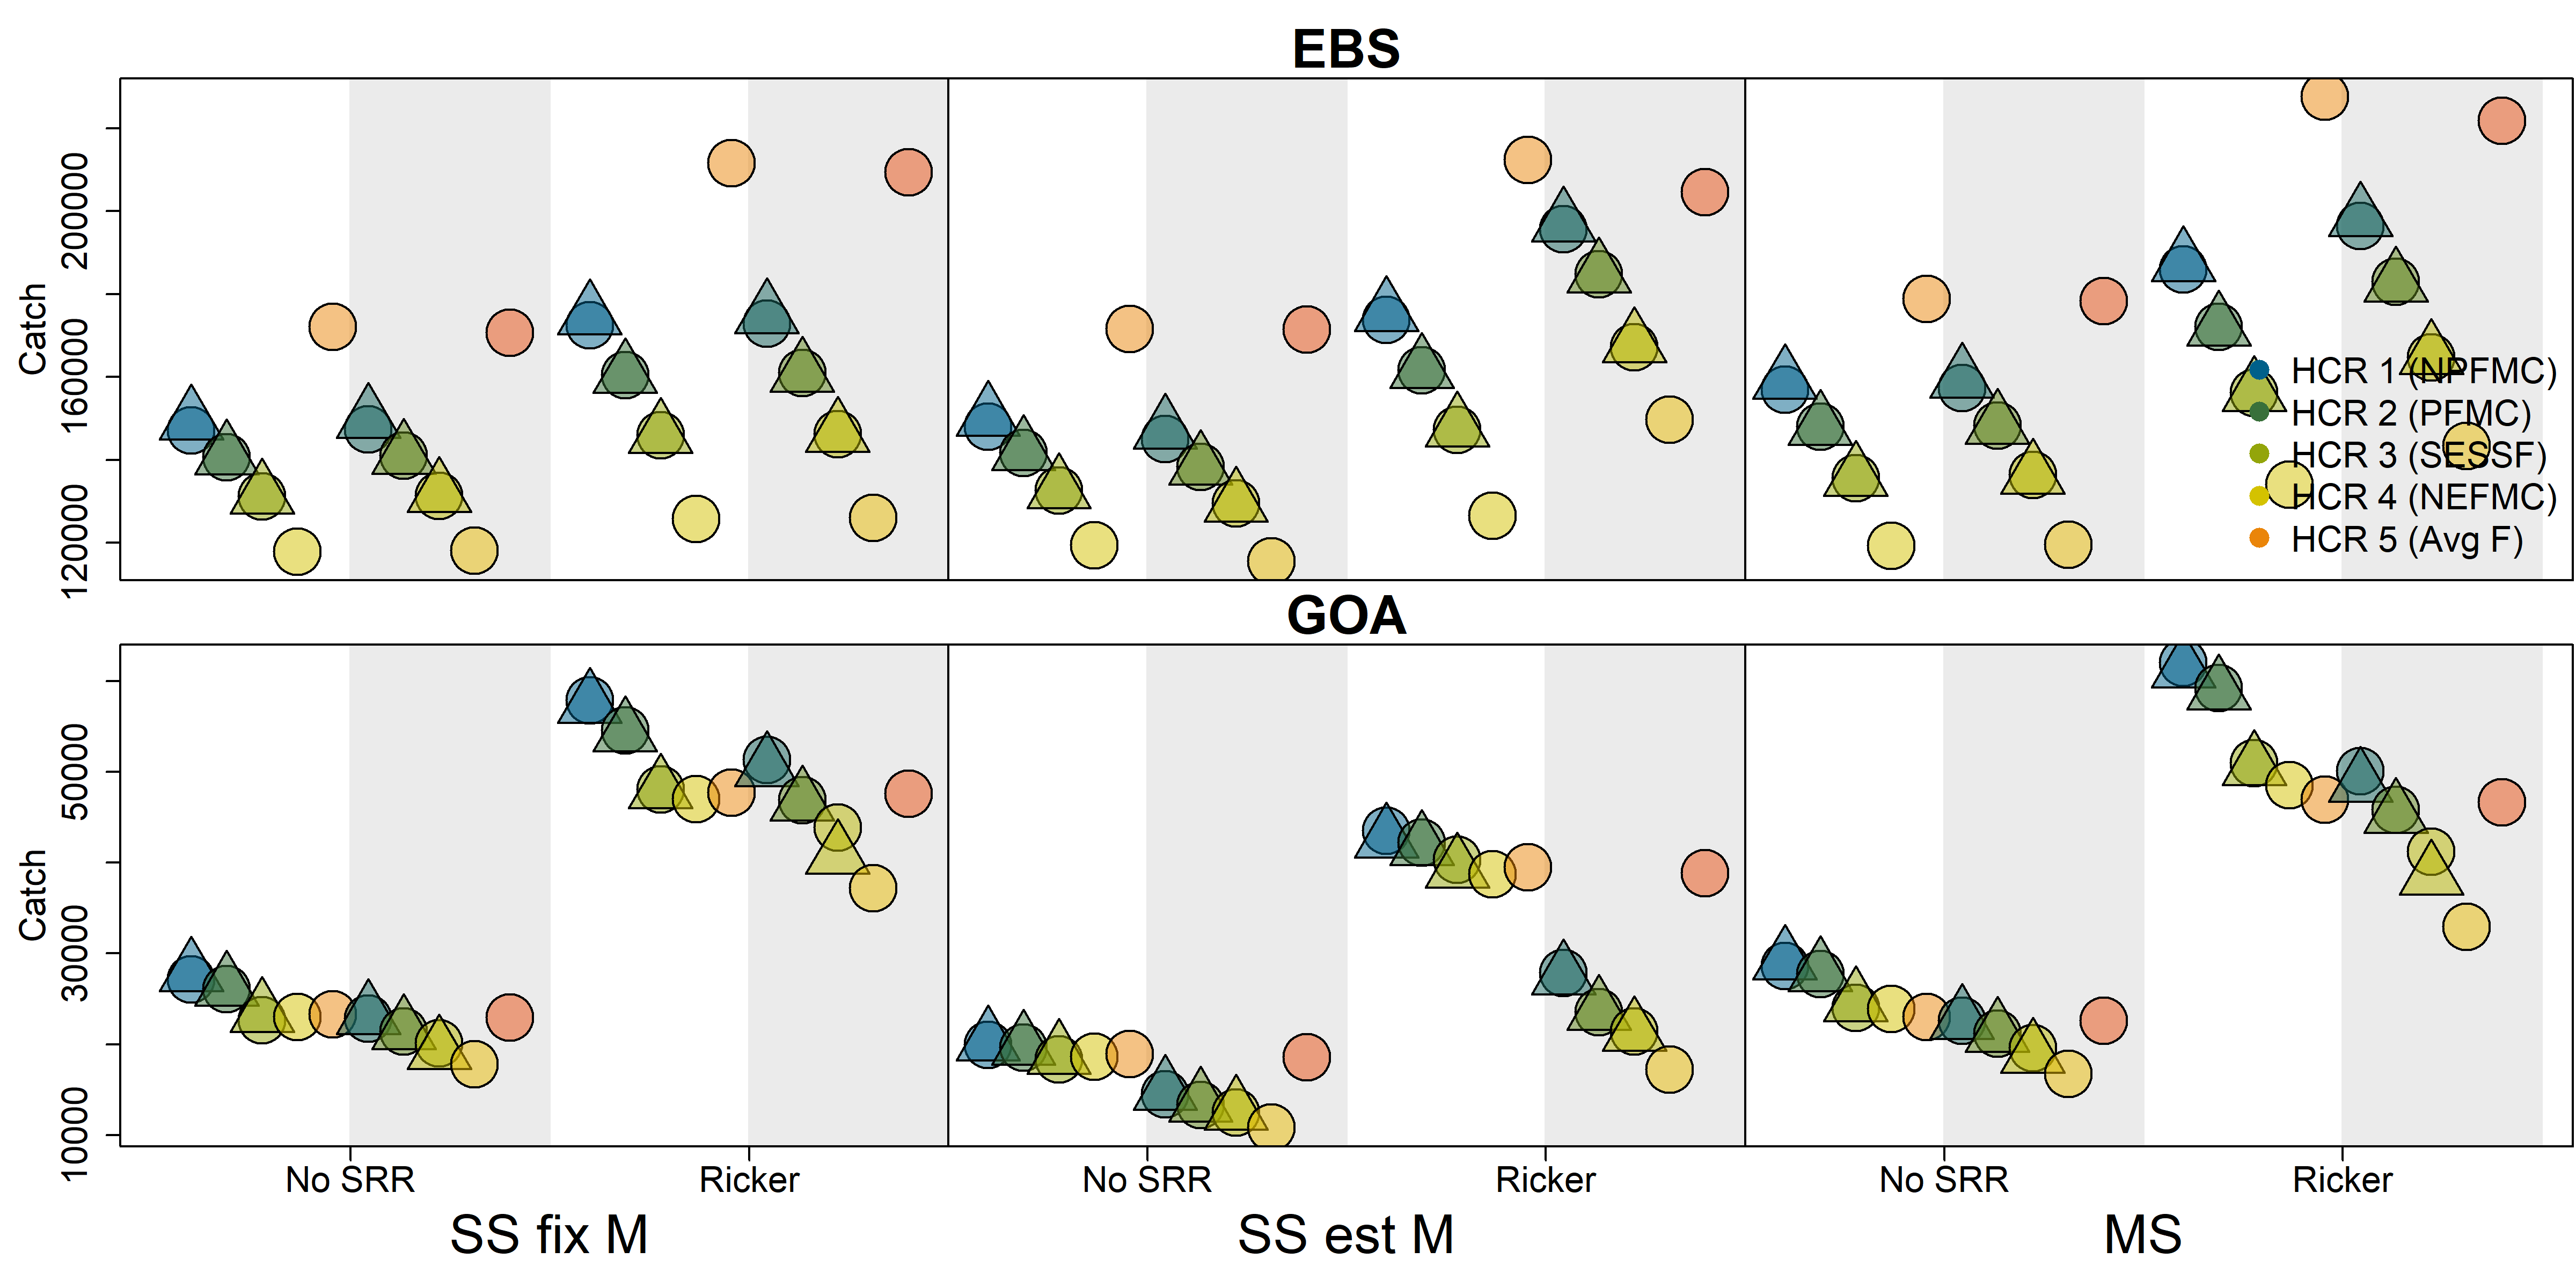 EBS
Catch
200000
160000
120000
HCR 1 (NPFMC)
HCR 2 (PFMC)
HCR 3 (SESSF)
HCR 4 (NEFMC)
HCR 5 (Avg F)
GOA
Catch
50000
30000
10000
No SRR Ricker No SRR Ricker No SRR Ricker
SS fix M SS est M MS